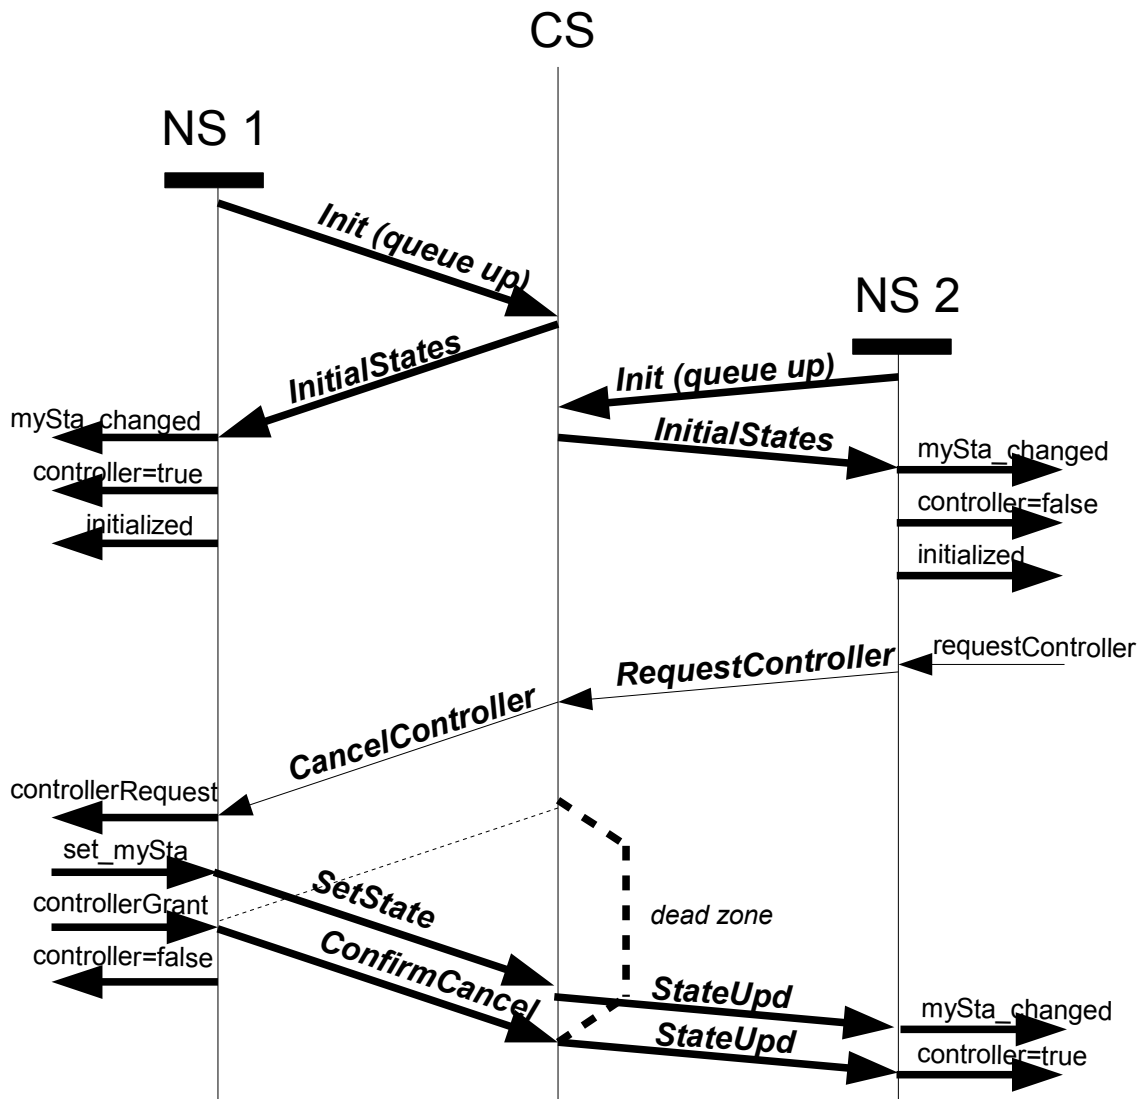 CS
NS 1
Init (queue up)
NS 2
InitialStates
Init (queue up)
mySta_changed
InitialStates
mySta_changed
controller=true
controller=false
initialized
initialized
requestController
RequestController
CancelController
controllerRequest
set_mySta
SetState
controllerGrant
dead zone
ConfirmCancel
controller=false
StateUpd
mySta_changed
StateUpd
controller=true